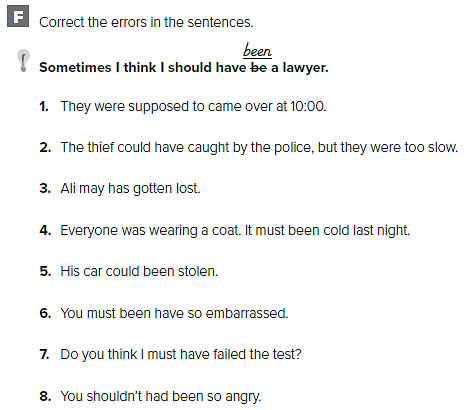 F Correct the errors in the sentences.
been
Sometimes I think I should have be a lawyer.
1. They were supposed to came over at 10:00.
2. The thief could have caught by the police, but they were too slow.
3. Ali may has gotten lost.
4. Everyone was wearing a coat. It must been cold last night.
5. His car could been stolen.
6. You must been have so embarrassed.
7. Do you think I must have failed the test?
8. You shouldn't had been so angry.